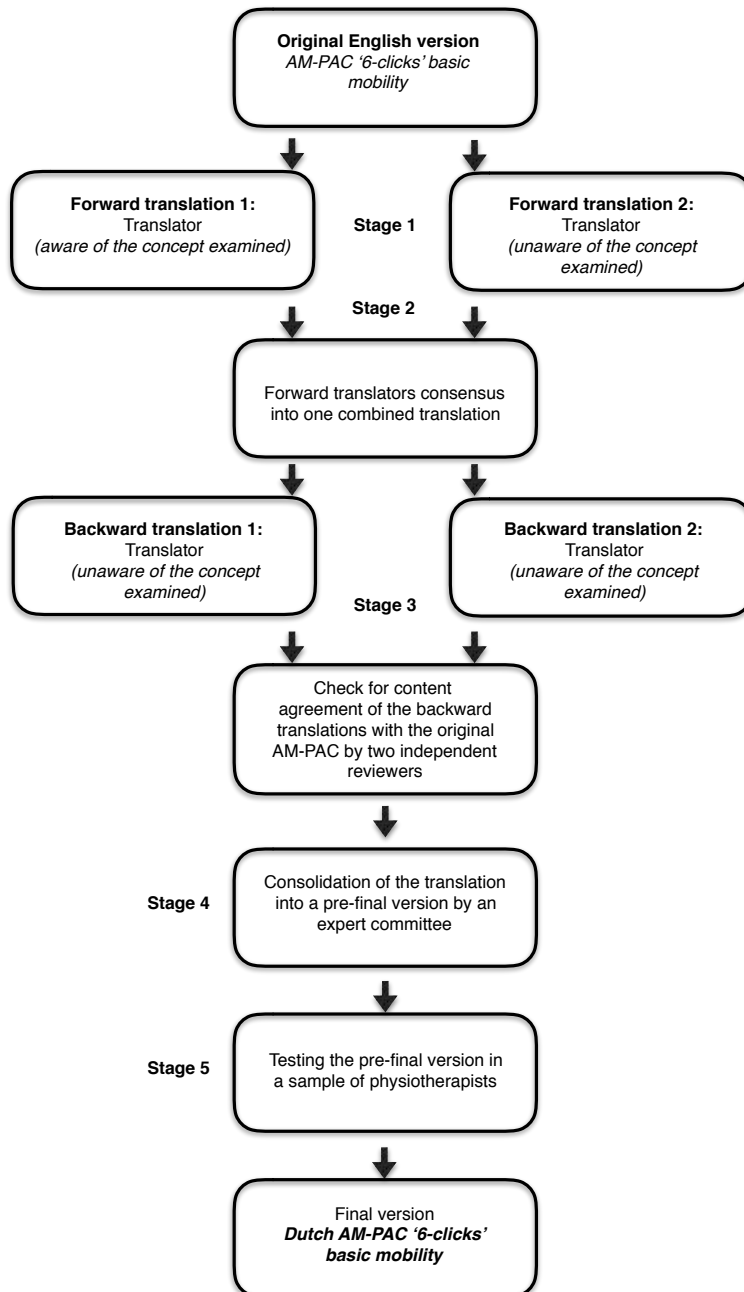 Original English version
AM-PAC ‘6-clicks’ basic
mobility
Forward translation 1:
Translator
(aware of the concept examined)
Stage 1
Forward translation 2:
Translator
(unaware of the concept
examined)
Stage 2
Forward translators consensus
into one combined translation
Backward translation 1:
Translator
(unaware of the concept
examined)
Backward translation 2:
Translator
(unaware of the concept
examined)
Stage 3
Check for content
agreement of the backward
translations with the original
AM-PAC by two independent
reviewers
Stage 4
Consolidation of the translation
into a pre-final version by an
expert committee
Stage 5
Testing the pre-final version in
a sample of physiotherapists
Final version
Dutch AM-PAC ‘6-clicks’
basic mobility